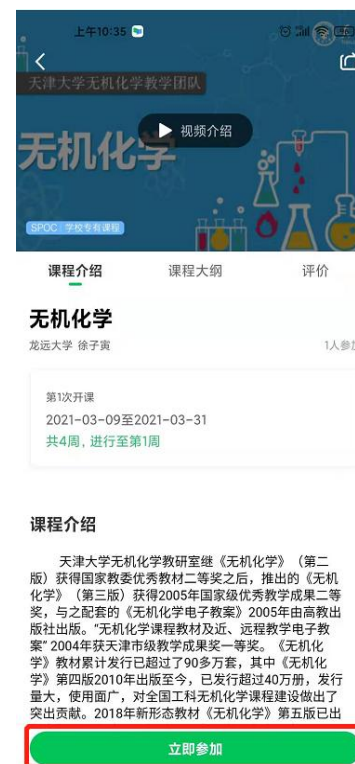 上午10:35
天津大学无机化学教学团队
视频介绍
无机化学
SPOC 学校专有课程
课程介绍 课程大纲 评价
无机化学
龙远大学 徐子寅 1人参加
第1次开课
2021-03-09至2021-03-31
共4周, 进行至第1周
课程介绍
天津大学无机化学教研室继《无机化学》（第二
版）获得国家教委优秀教材二等奖之后，推出的《无机
化学》（第三版）获得2005年国家级优秀教学成果二等
奖，与之配套的《无机化学电子教案》2005年由高教出
版社出版。“无机化学课程教材及近、远程教学电子教
案” 2004年获天津市级教学成果奖一等奖。《无机化
学》教材累计发行已超过了90多万套，其中《无机化
学》第四版2010年出版至今，已发行超过40万册，发行
量大，使用面广，对全国工科无机化学课程建设做出了
突出贡献。2018年新形态教材《无机化学》第五版已出
立即参加